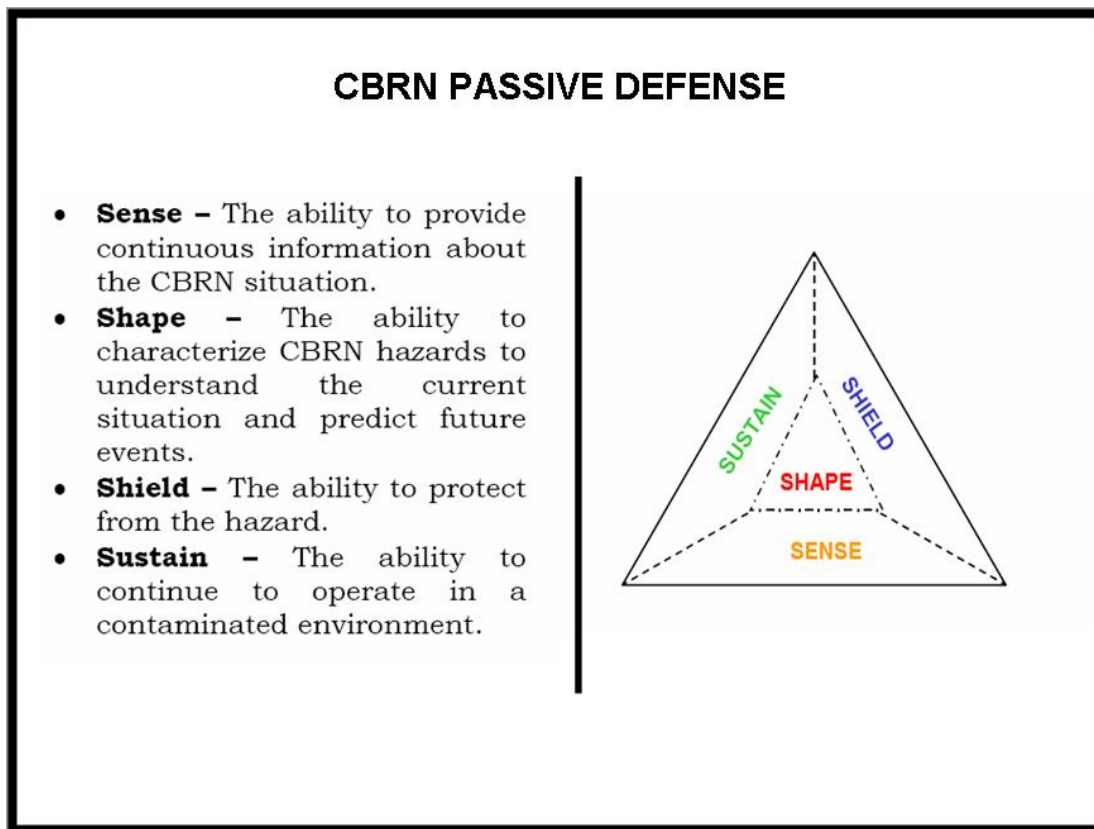 CBRN PASSIVE DEFENSE
• Sense – The ability to provide
continuous information about
the CBRN situation.
• Shape – The ability to
characterize CBRN hazards to
understand the current
situation and predict future
events.
• Shield – The ability to protect
from the hazard.
• Sustain – The ability to
continue to operate in a
contaminated environment.
SUSTAIN
SHIELD
SHAPE
SENSE